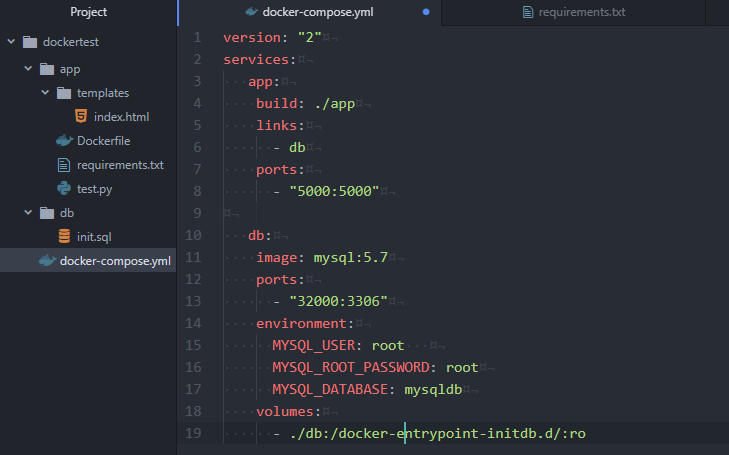 Project
dockertest
app
templates
index.html
Dockerfile
requirements.txt
test.py
db
init.sql
docker-compose.yml
docker-compose.yml
requirements.txt
1 version: "2"
2 services:
3   app:
4     build: ./app
5     links:
6       - db
7     ports:
8       - "5000:5000"
9
10   db:
11     image: mysql:5.7
12     ports:
13       - "32000:3306"
14     environment:
15       MYSQL_USER: root
16       MYSQL_ROOT_PASSWORD: root
17       MYSQL_DATABASE: mysqldb
18     volumes:
19       - ./db:/docker-entrypoint-initdb.d/:ro